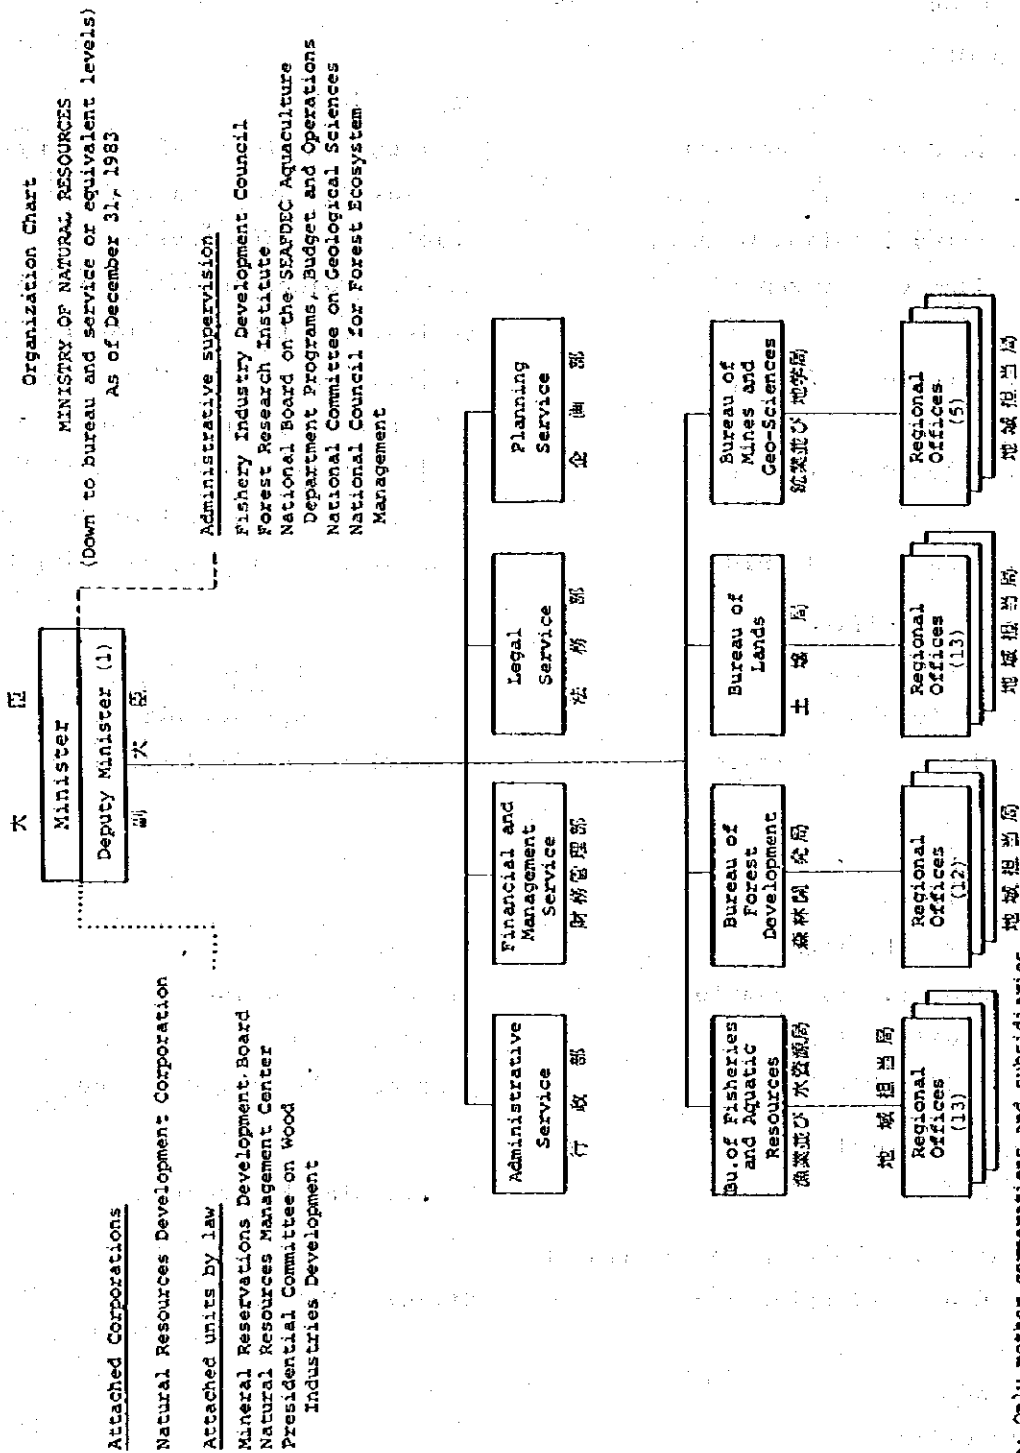 Organization Chart
MINISTRY OF NATURAL RESOURCES
(Down to bureau and service or equivalent levels)
As of December 31, 1983
大 臣
Minister
Deputy Minister (1)
副 大 臣
Attached Corporations
Natural Resources Development Corporation
Attached units by law
Mineral Reservations Development Board
Natural Resources Management Center
Presidential Committee on Wood
Industries Development
Administrative supervision
Fishery Industry Development Council
Forest Research Institute
National Board on the SEAFDEC Aquaculture
Department Programs, Budget and Operations
National Committee on Geological Sciences
National Council for Forest Ecosystem
Management
Administrative
Service
行 政 部
Financial and
Management
Service
財務管理部
Legal
Service
法 務 部
Planning
Service
企 画 部
Bu.of Fisheries
and Aquatic
Resources
漁業並び 水資源局
Bureau of
Forest
Development
森林開 発局
Bureau of
Lands
土 壌 局
Bureau of
Mines and
Geo-Sciences
鉱業並び 地学局
地 域 担 当 局
Regional
Offices
(13)
Regional
Offices
(12)
地 域 担 当 局
Regional
Offices
(13)
地 域 担 当 局
Regional
Offices
(5)
地 域 担 当 局
: Only mother corporations and subsidiaries